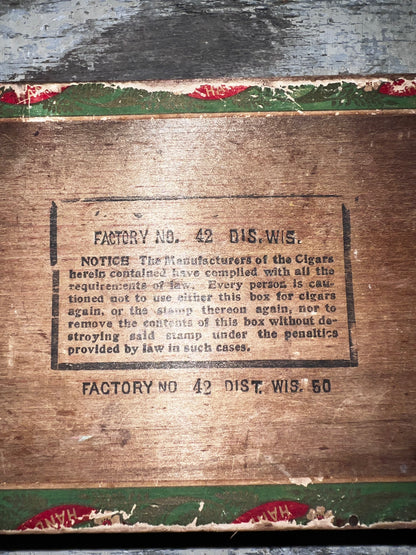 FACTORY NO. 42 DIS. WIS.
NOTICE The Manufacturers of the Cigars
herein contained have complied with all the
requirements of law. Every person is cau-
tioned not to use either this box for cigars
again, or the stamp thereon again, nor to
remove the contents of this box without de-
stroying said stamp under the penalties
provided by law in such cases.
FACTORY NO 42 DIST. WIS. 50
HAND
HAND